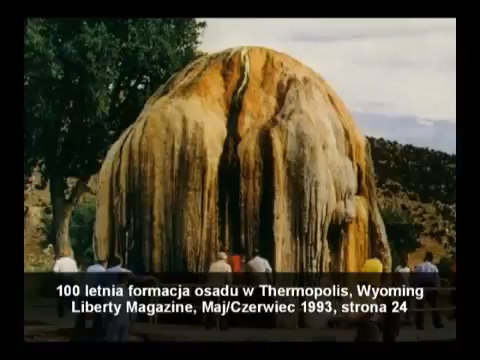 100 letnia formacja osadu w Thermopolis, Wyoming
Liberty Magazine, Maj/Czerwiec 1993, strona 24